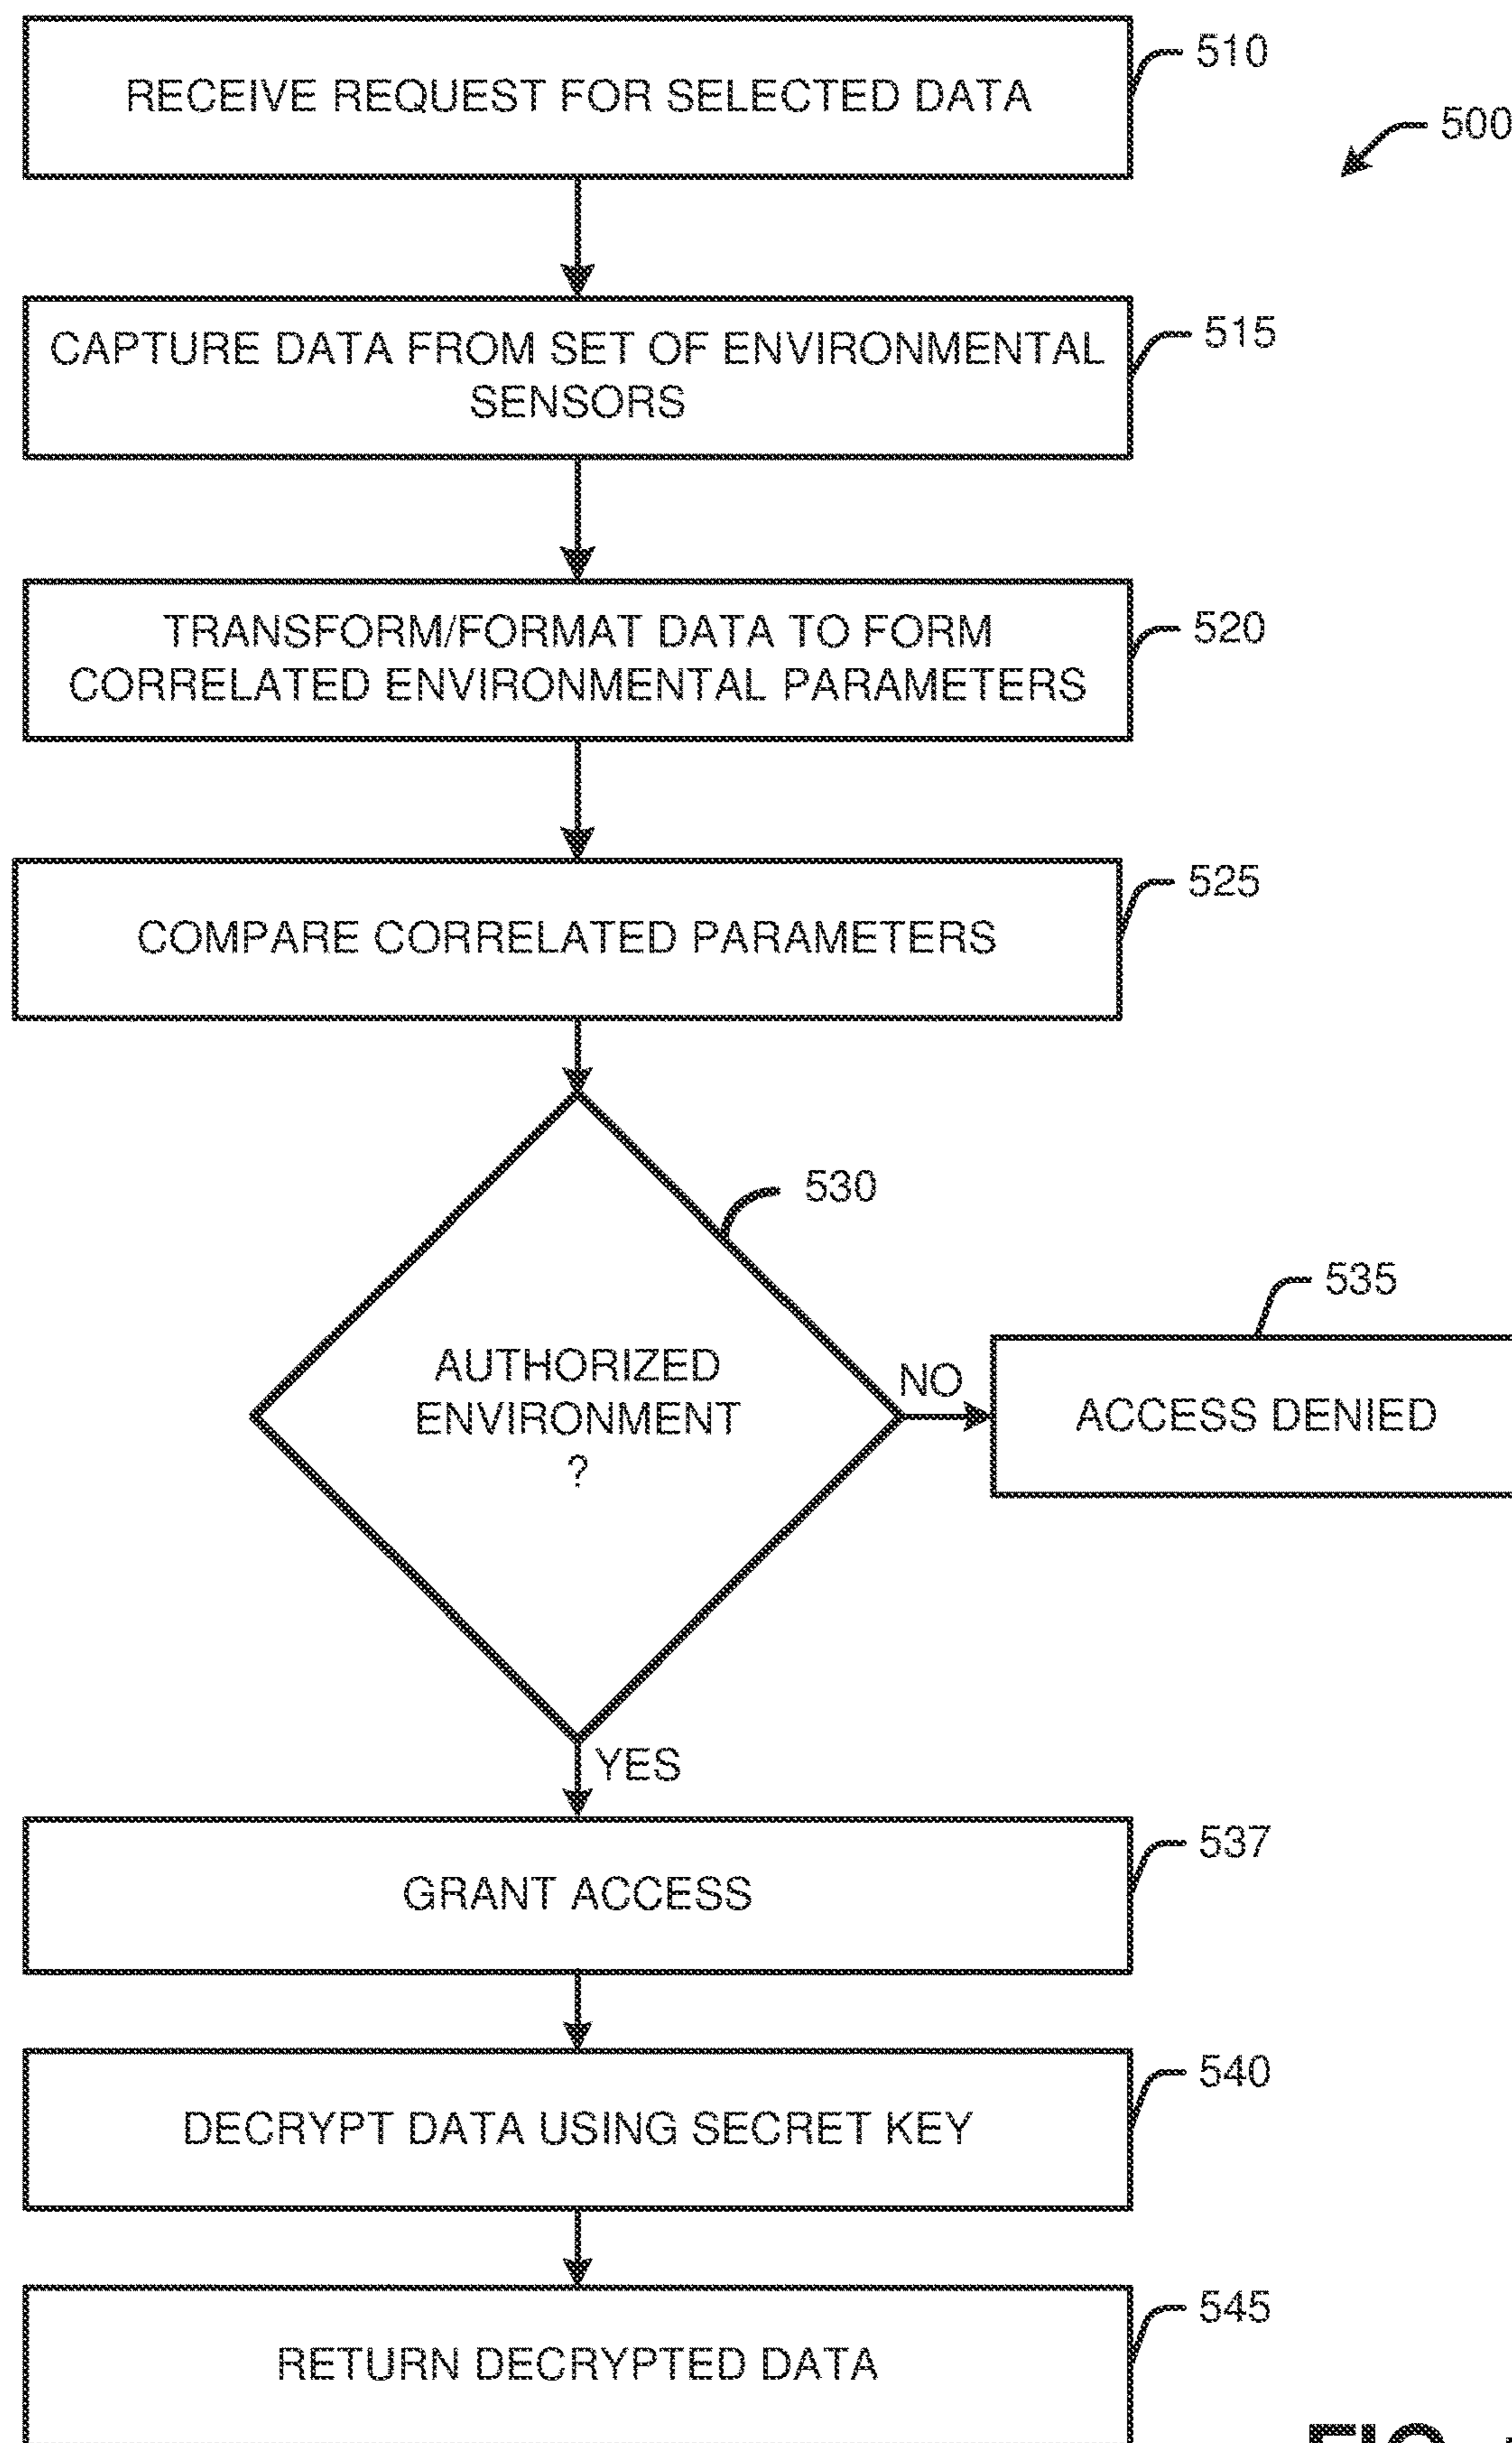 RECEIVE REQUEST FOR SELECTED DATA
510
500
CAPTURE DATA FROM SET OF ENVIRONMENTAL
SENSORS
515
TRANSFORM/FORMAT DATA TO FORM
CORRELATED ENVIRONMENTAL PARAMETERS
520
COMPARE CORRELATED PARAMETERS
525
530
AUTHORIZED
ENVIRONMENT
?
NO
535
ACCESS DENIED
YES
GRANT ACCESS
537
DECRYPT DATA USING SECRET KEY
540
RETURN DECRYPTED DATA
545